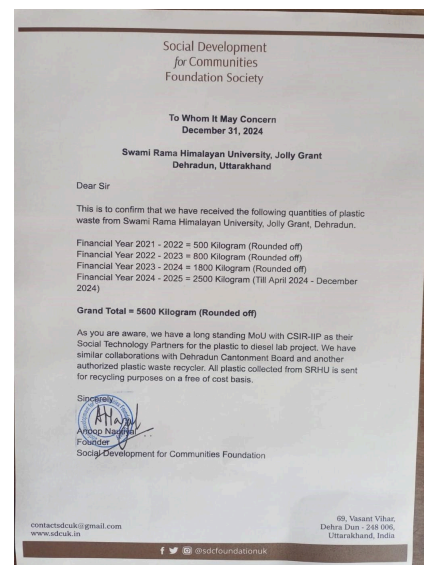 Social Development
for Communities
Foundation Society
To Whom It May Concern
December 31, 2024
Swami Rama Himalayan University, Jolly Grant
Dehradun, Uttarakhand
Dear Sir
This is to confirm that we have received the following quantities of plastic
waste from Swami Rama Himalayan University, Jolly Grant, Dehradun.
Financial Year 2021 - 2022 = 500 Kilogram (Rounded off)
Financial Year 2022 - 2023 = 800 Kilogram (Rounded off)
Financial Year 2023 - 2024 = 1800 Kilogram (Rounded off)
Financial Year 2024 - 2025 = 2500 Kilogram (Till April 2024 - December
2024)
Grand Total = 5600 Kilogram (Rounded off)
As you are aware, we have a long standing MoU with CSIR-IIP as their
Social Technology Partners for the plastic to diesel lab project. We have
similar collaborations with Dehradun Cantonment Board and another
authorized plastic waste recycler. All plastic collected from SRHU is sent
for recycling purposes on a free of cost basis.
Sincerely
Anoop Nautiyal
Founder
Social Development for Communities Foundation
contactsdcuk@gmail.com
www.sdcuk.in
69, Vasant Vihar,
Dehra Dun - 248 006,
Uttarakhand, India
@sdcfoundationuk